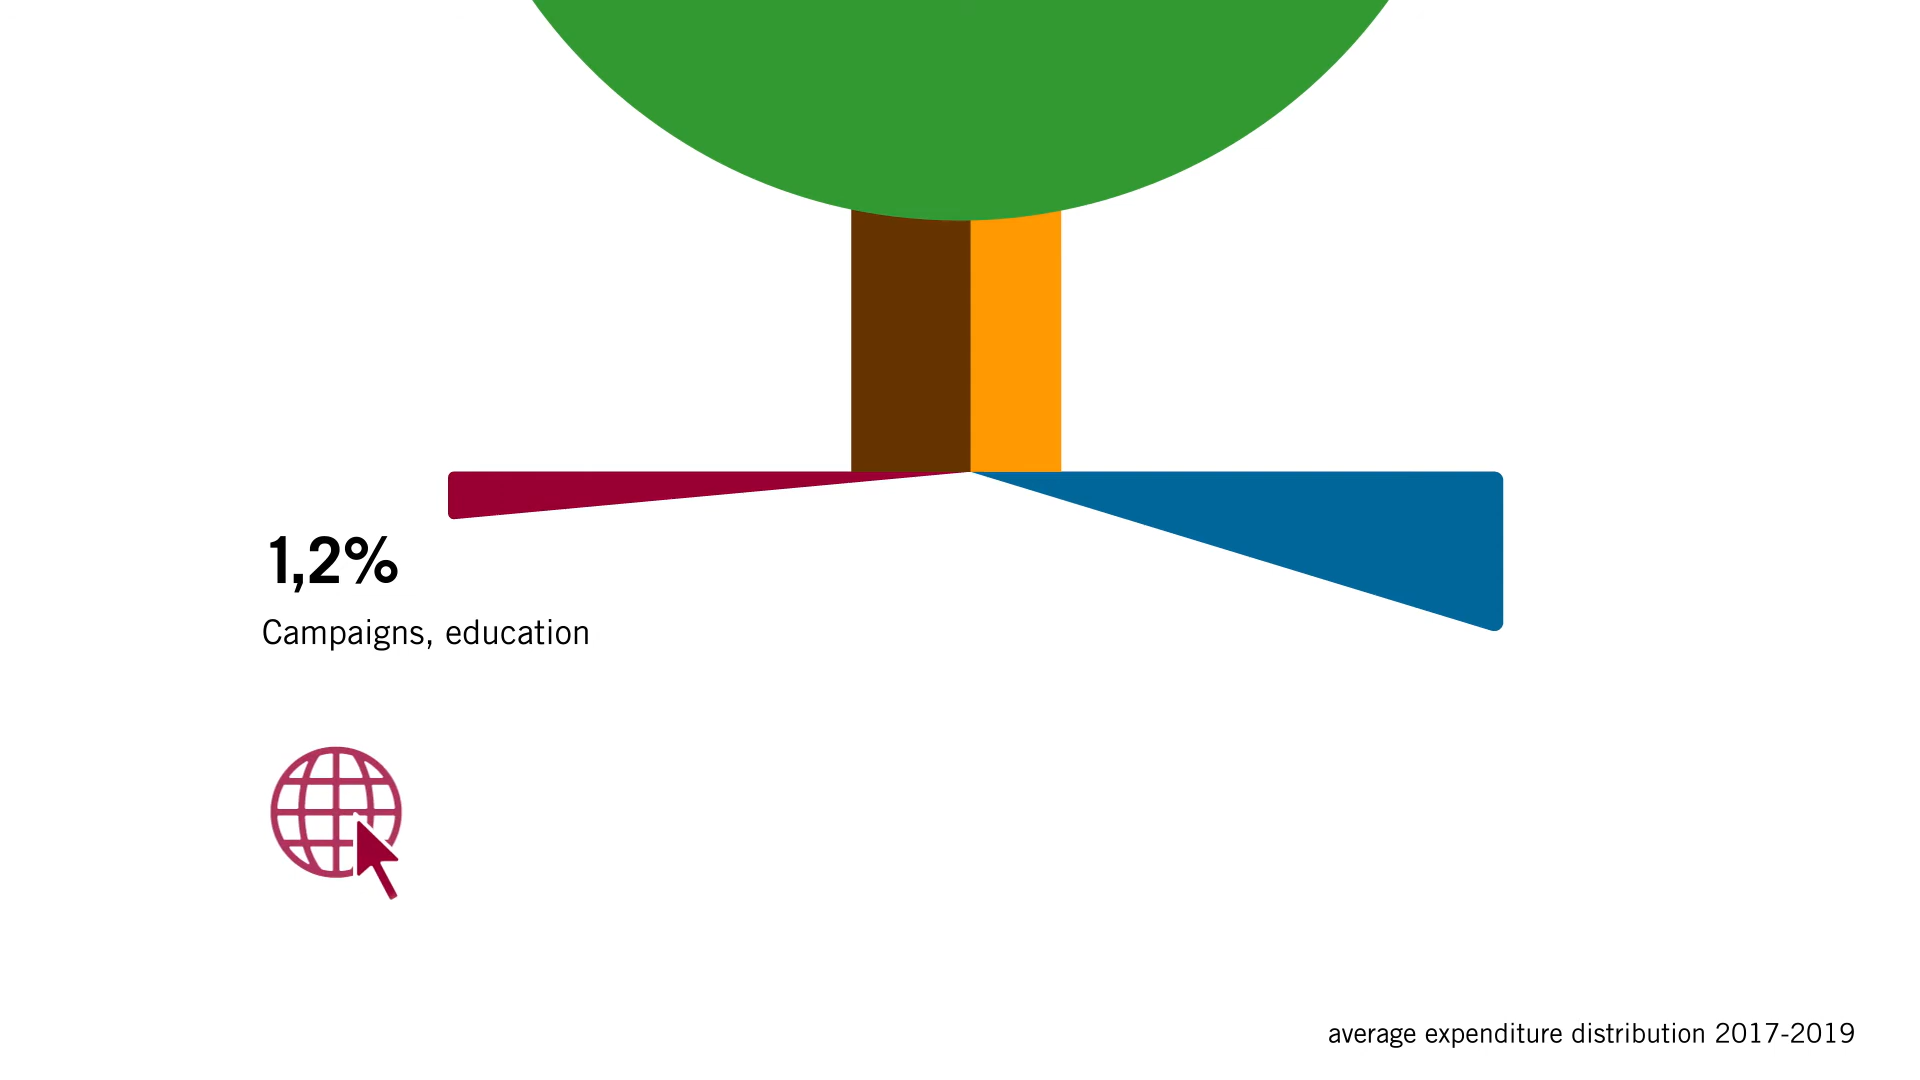 1,2%
Campaigns, education
average expenditure distribution 2017-2019